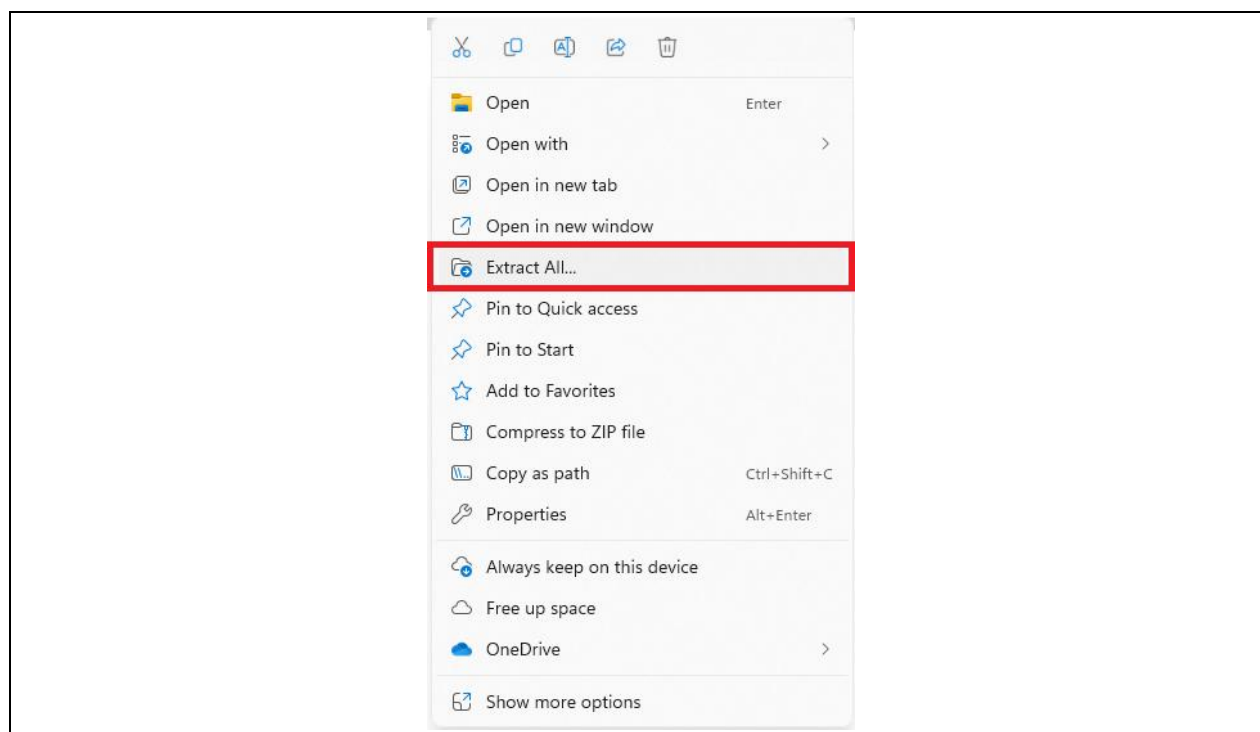 Open Enter
Open with
Open in new tab
Open in new window
Extract All...
Pin to Quick access
Pin to Start
Add to Favorites
Compress to ZIP file
Copy as path Ctrl+Shift+C
Properties Alt+Enter
Always keep on this device
Free up space
OneDrive
Show more options